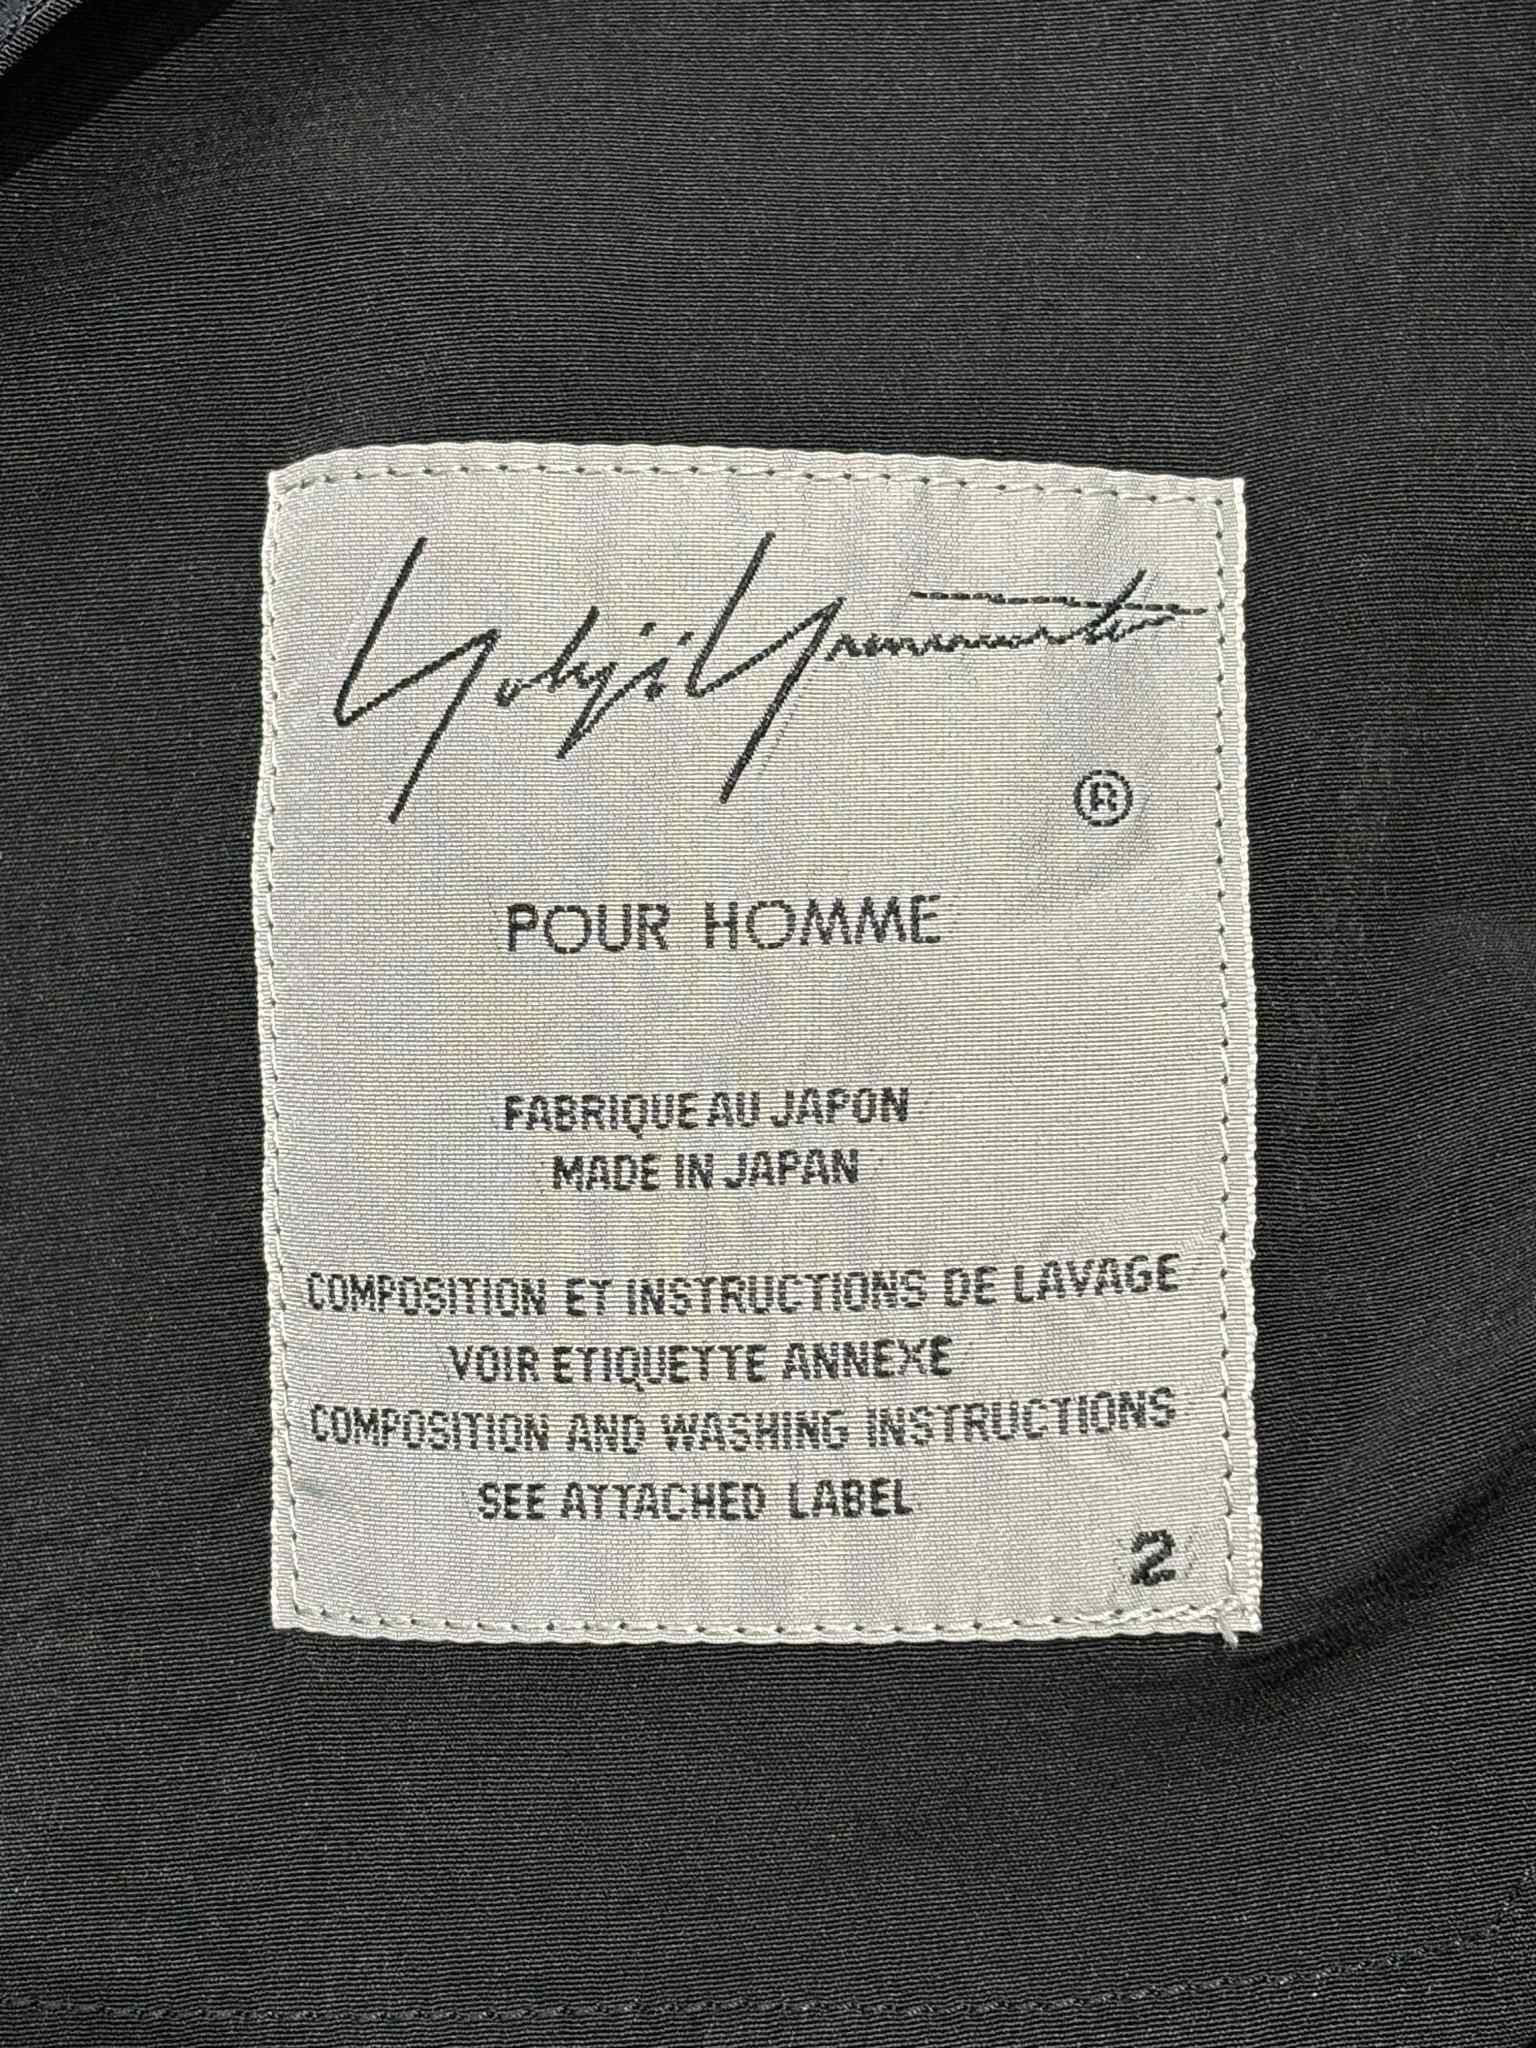 Yohji Yamamoto
®
POUR HOMME
FABRIQUE AU JAPON
MADE IN JAPAN
COMPOSITION ET INSTRUCTIONS DE LAVAGE
VOIR ETIQUETTE ANNEXE
COMPOSITION AND WASHING INSTRUCTIONS
SEE ATTACHED LABEL
2